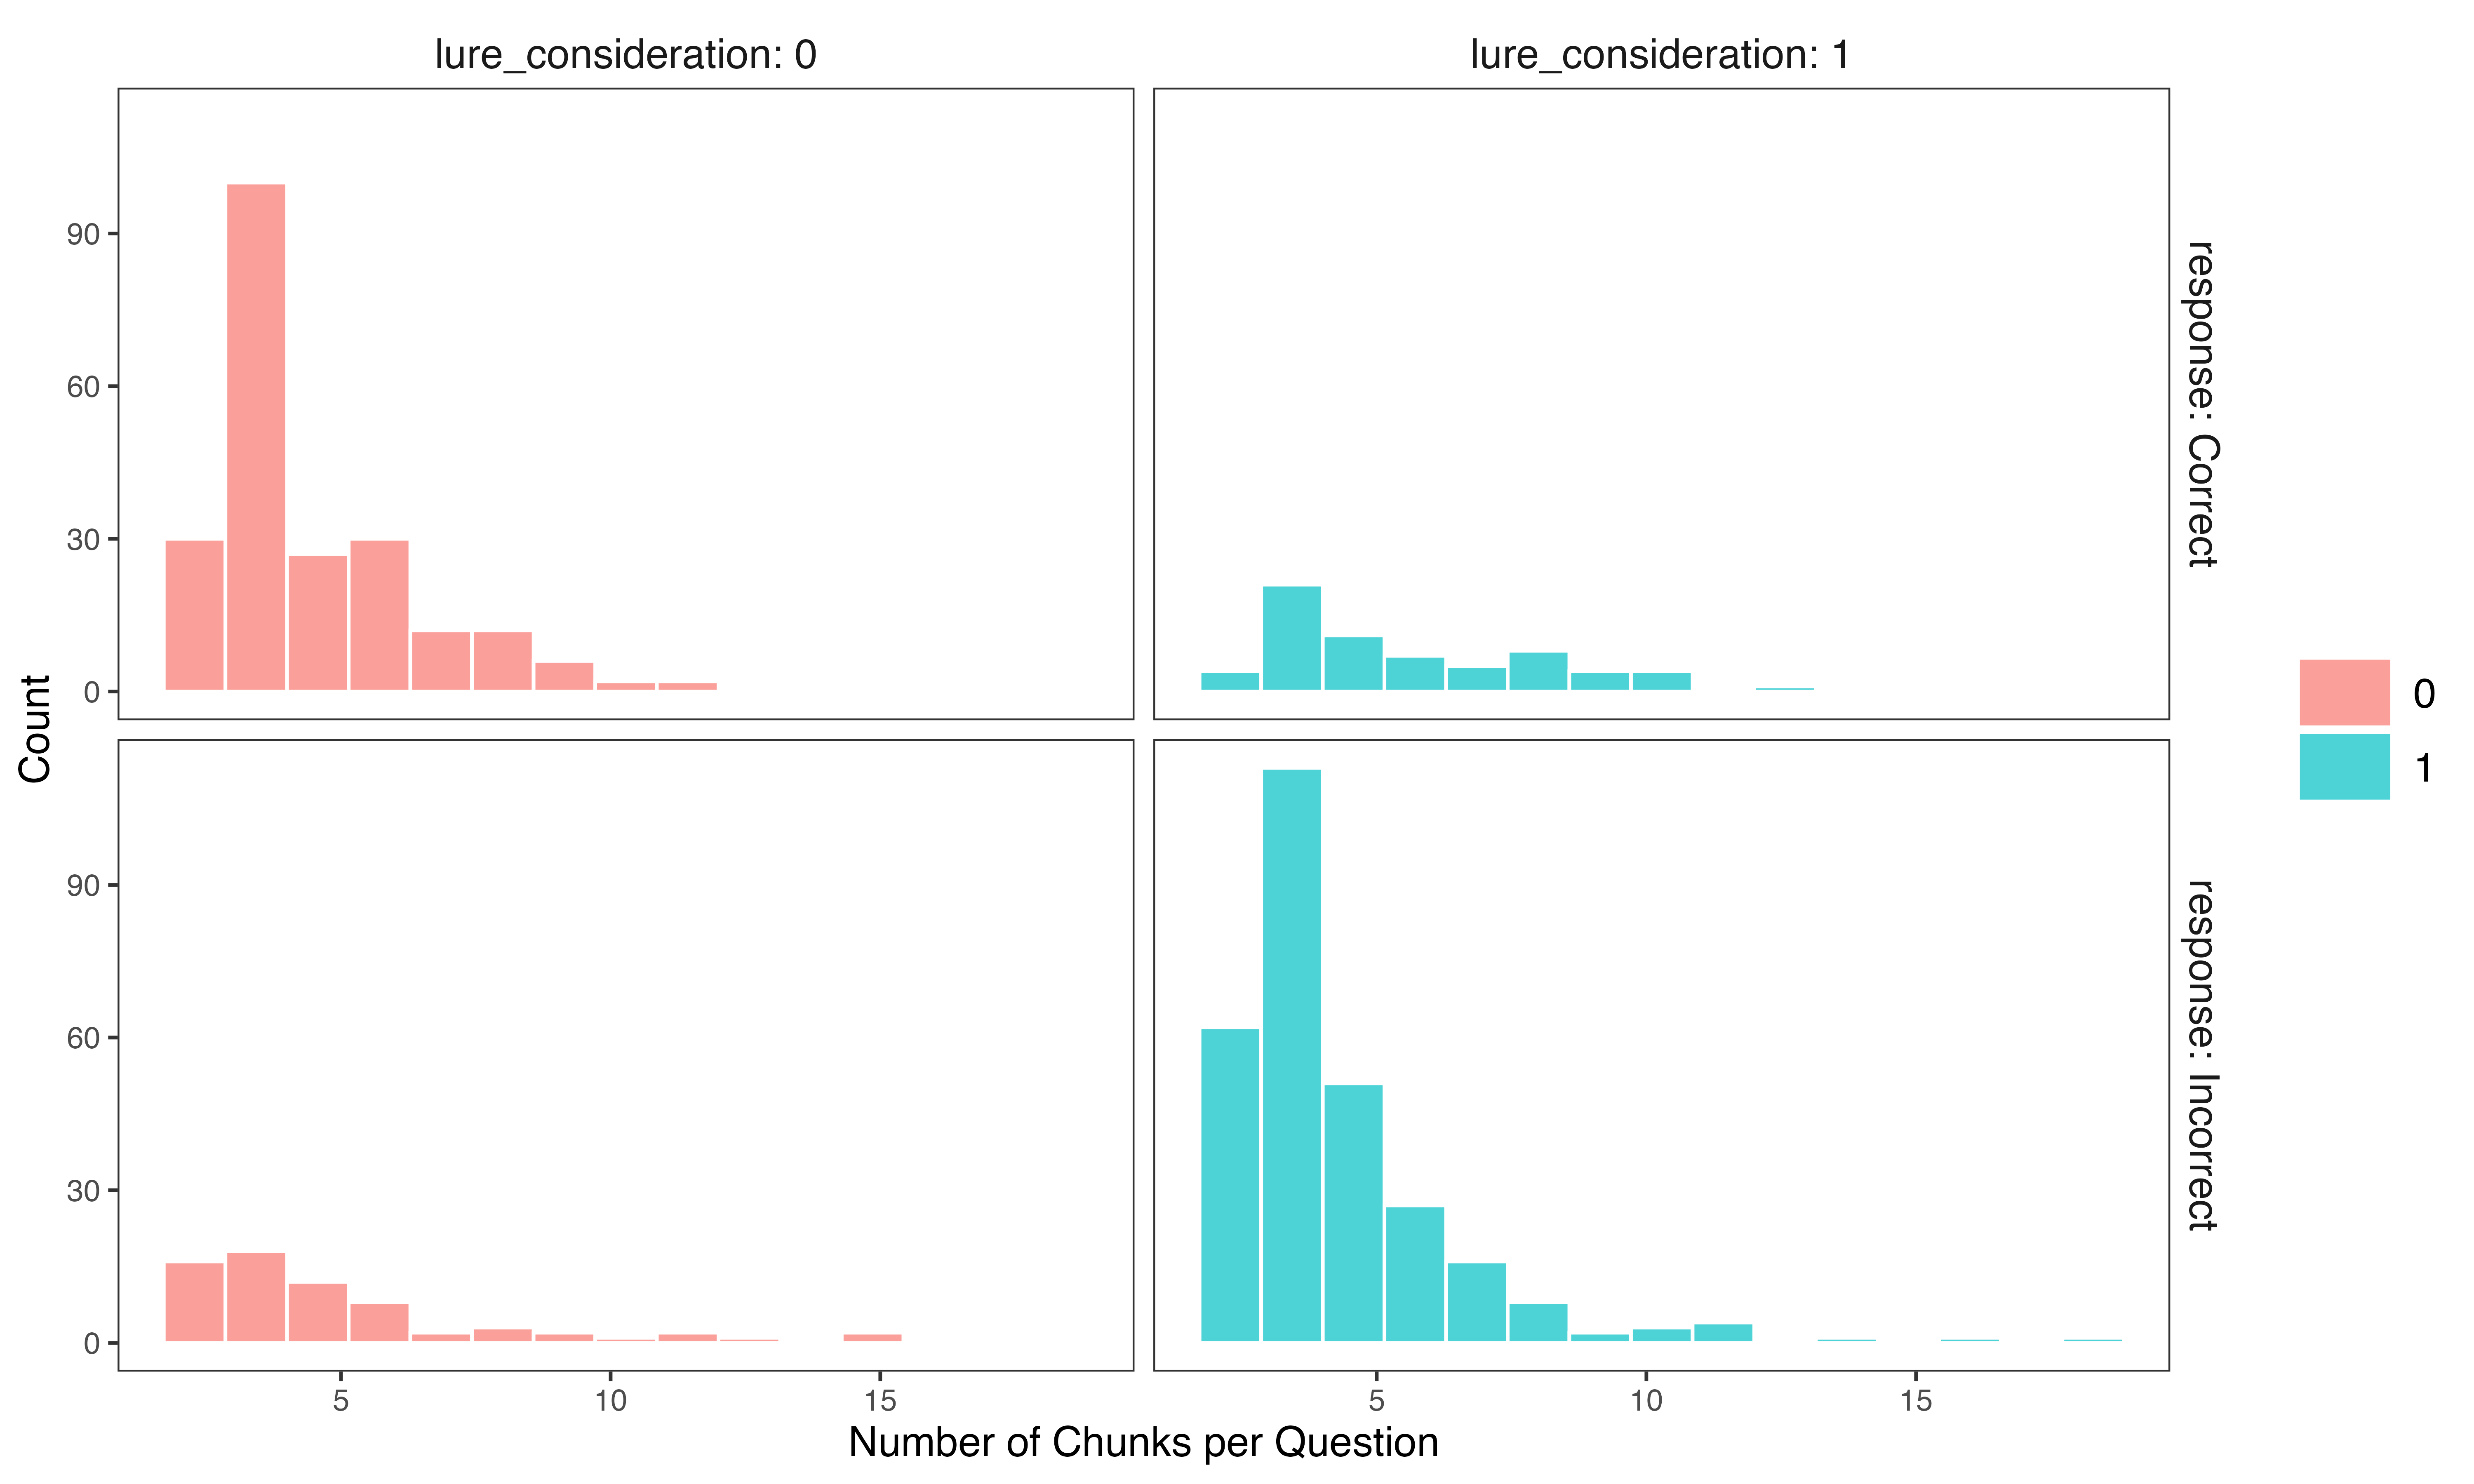 lure_consideration: 0
lure_consideration: 1
90
60
30
0
response: Correct
Count
90
60
30
0
response: Incorrect
0
1
5
10
15
5
10
15
Number of Chunks per Question